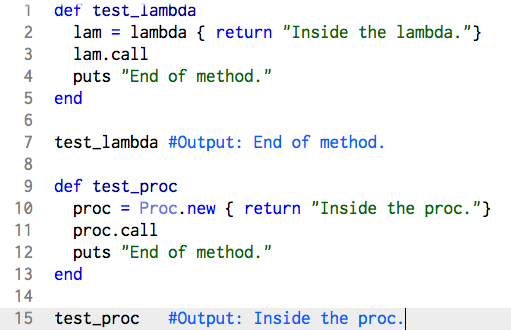 1 def test_lambda
2 lam = lambda { return "Inside the lambda."}
3 lam.call
4 puts "End of method."
5 end
6
7 test_lambda #Output: End of method.
8
9 def test_proc
10 proc = Proc.new { return "Inside the proc."}
11 proc.call
12 puts "End of method."
13 end
14
15 test_proc #Output: Inside the proc.